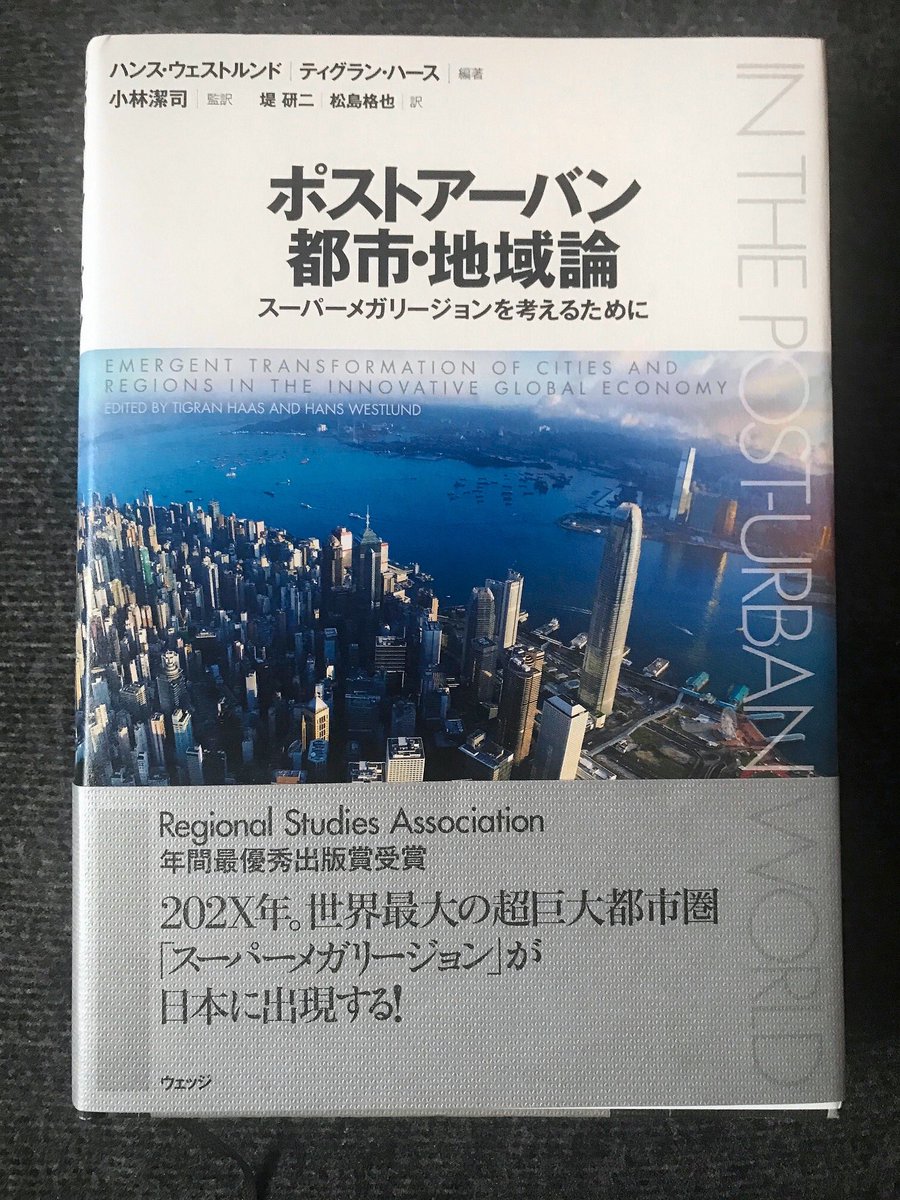 ハンス・ウェストルンド｜ティグラン・ハース｜編著
小林潔司｜監訳 堤 研二｜松島格也｜訳
ポストアーバン
都市・地域論
スーパーメガリージョンを考えるために
EMERGENT TRANSFORMATION OF CITIES AND
REGIONS IN THE INNOVATIVE GLOBAL ECONOMY
EDITED BY TIGRAN HAAS AND HANS WESTLUND
IN THE POST-URBAN WORLD
Regional Studies Association
年間最優秀出版賞受賞
202X年。世界最大の超巨大都市圏
「スーパーメガリージョン」が
日本に出現する!
ウェッジ